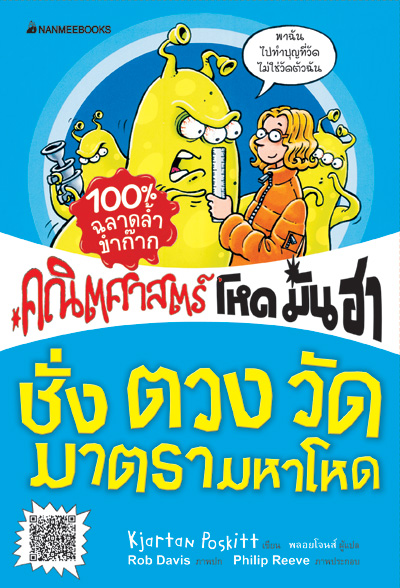 NANMEEBOOKS
พาฉัน
ไปทำบุญที่วัด
ไม่ใช่วัดตัวฉัน
100%
ฉลาดล้ำ
ขำก๊าก
คณิตศาสตร์ โหด มัน ฮา
ชั่ง ตวง วัด
มาตรามหาโหด
Kjartan Poskitt เขียน พลอยโจนส์ ผู้แปล
Rob Davis ภาพปก Philip Reeve ภาพประกอบ